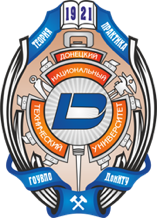 1921
ТЕОРИЯ
ПРАКТИКА
ДОНЕЦКИЙ
НАЦИОНАЛЬНЫЙ
ТЕХНИЧЕСКИЙ
УНИВЕРСИТЕТ
D
ГОУВПО
ДонНТУ